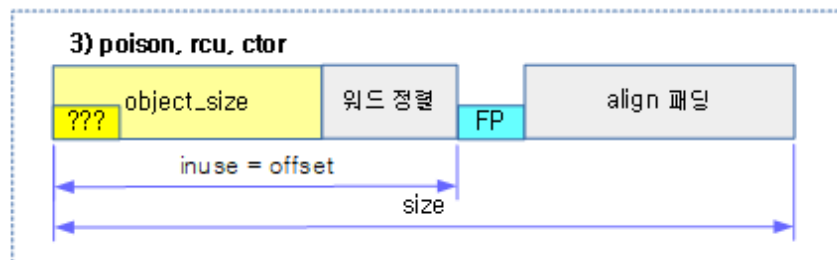 3) poison, rcu, ctor
object_size
워드 정렬
align 패딩
???
FP
inuse = offset
size